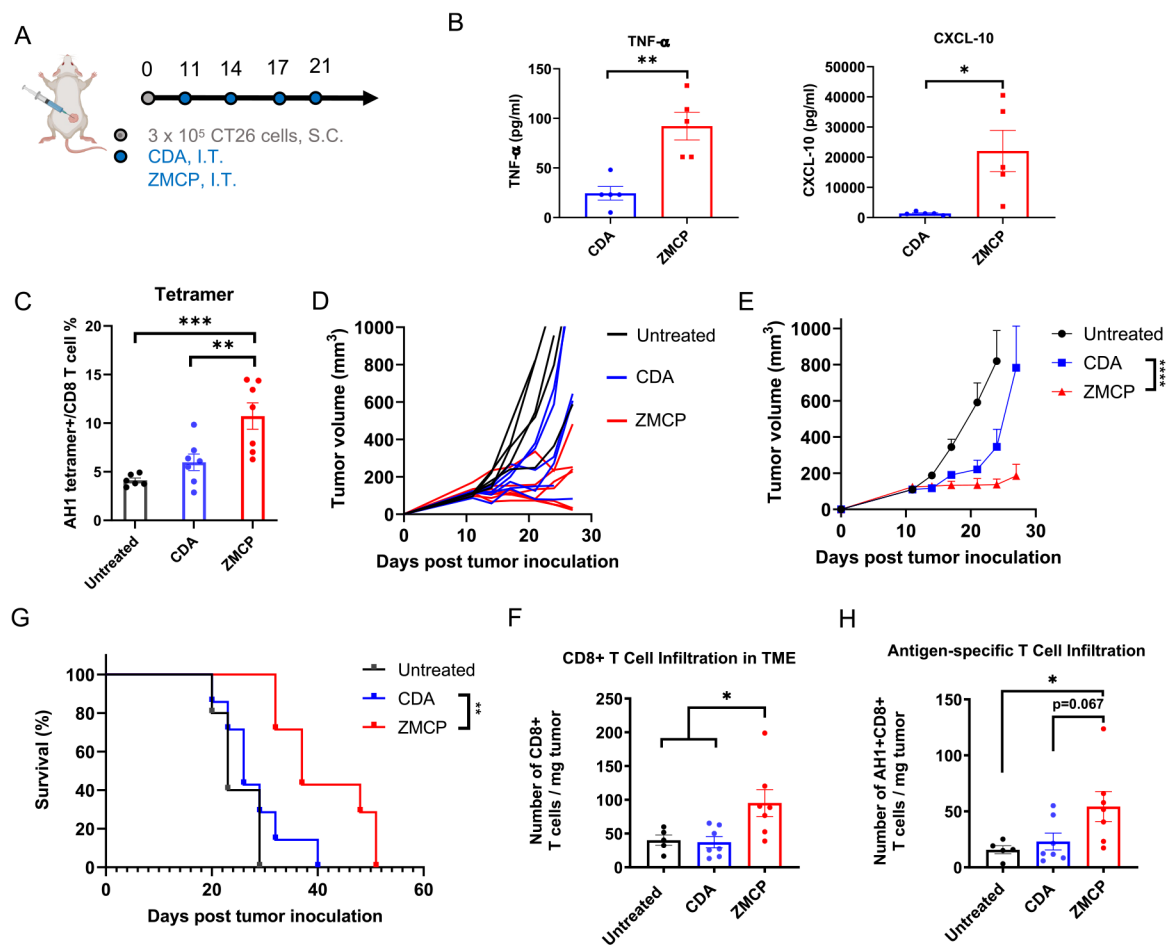 A
0 11 14 17 21
3 x 10⁵ CT26 cells, S.C.
CDA, I.T.
ZMCP, I.T.
B
TNF-α
**
TNF-α (pg/ml)
150
100
50
0
CDA
ZMCP
CXCL-10
*
CXCL-10 (pg/ml)
50000
40000
30000
20000
10000
0
CDA
ZMCP
C
Tetramer
***
**
AH1 tetramer+/CD8 T cell %
20
15
10
5
0
Untreated
CDA
ZMCP
D
Tumor volume (mm³)
1000
800
600
400
200
0
0 10 20 30
Days post tumor inoculation
Untreated
CDA
ZMCP
E
Tumor volume (mm³)
1000
800
600
400
200
0
0 10 20 30
Days post tumor inoculation
Untreated
CDA
ZMCP
****
G
Survival (%)
100
80
60
40
20
0
0 20 40 60
Days post tumor inoculation
Untreated
CDA
ZMCP
**
F
CD8+ T Cell Infiltration in TME
*
Number of CD8+
T cells / mg tumor
250
200
150
100
50
0
Untreated
CDA
ZMCP
H
Antigen-specific T Cell Infiltration
*
p=0.067
Number of AH1+CD8+
T cells / mg tumor
150
100
50
0
Untreated
CDA
ZMCP